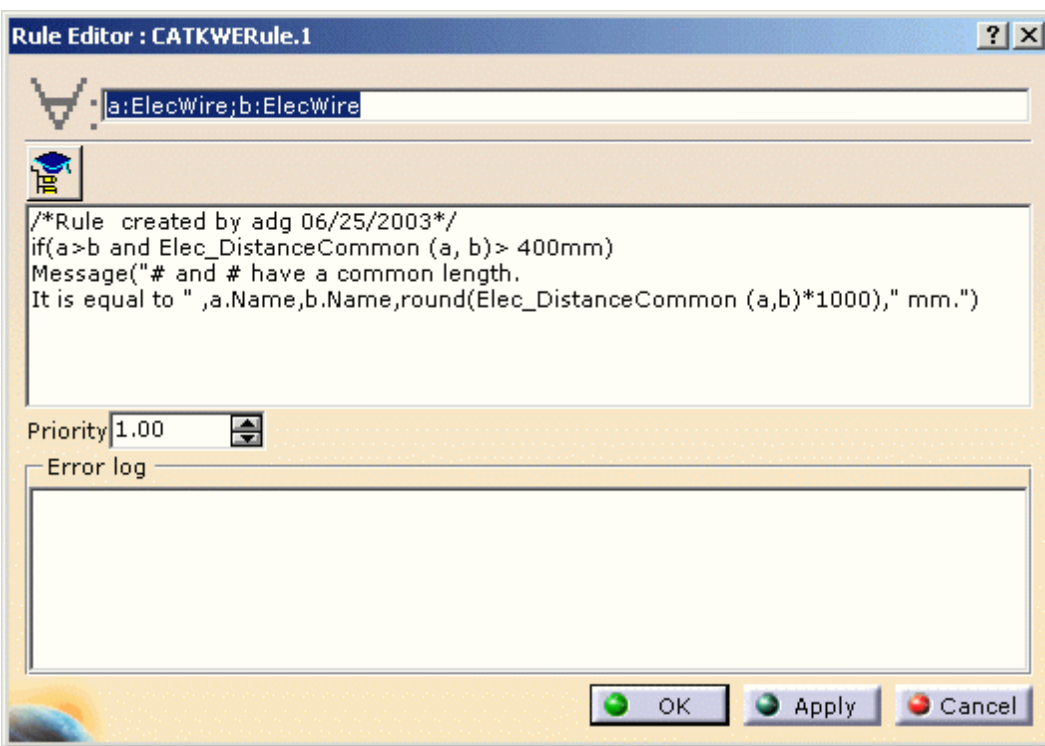 Rule Editor : CATKWERule.1
a:ElecWire;b:ElecWire
/*Rule  created by adg 06/25/2003*/
if(a>b and Elec_DistanceCommon (a, b)> 400mm)
Message("# and # have a common length.
It is equal to " ,a.Name,b.Name,round(Elec_DistanceCommon (a,b)*1000)," mm.")
Priority 1.00
Error log
OK Apply Cancel